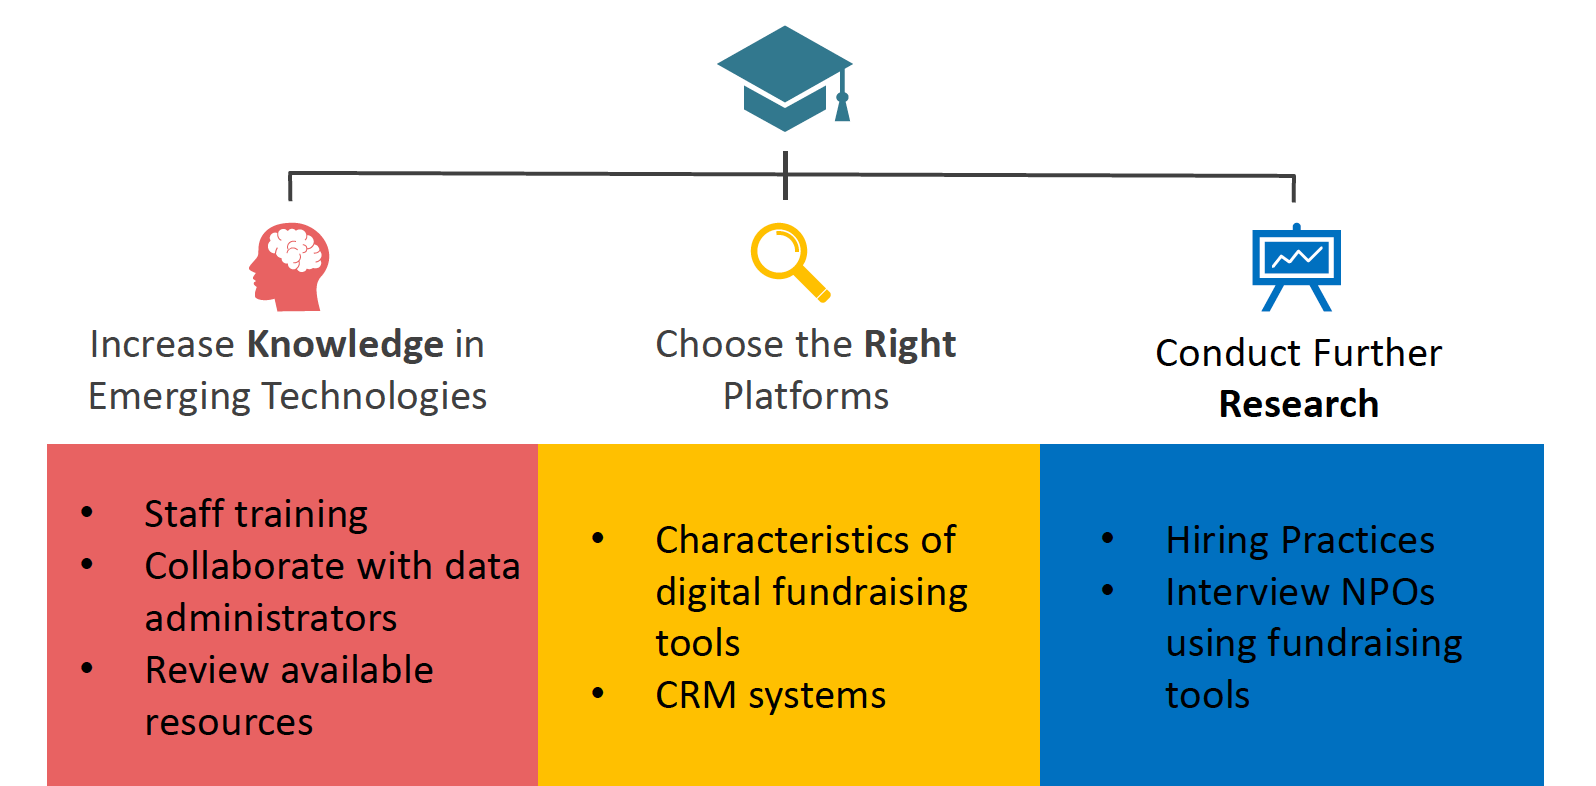 Increase Knowledge in
Emerging Technologies
Choose the Right
Platforms
Conduct Further
Research
• Staff training
• Collaborate with data
administrators
• Review available
resources
• Characteristics of
digital fundraising
tools
• CRM systems
• Hiring Practices
• Interview NPOs
using fundraising
tools